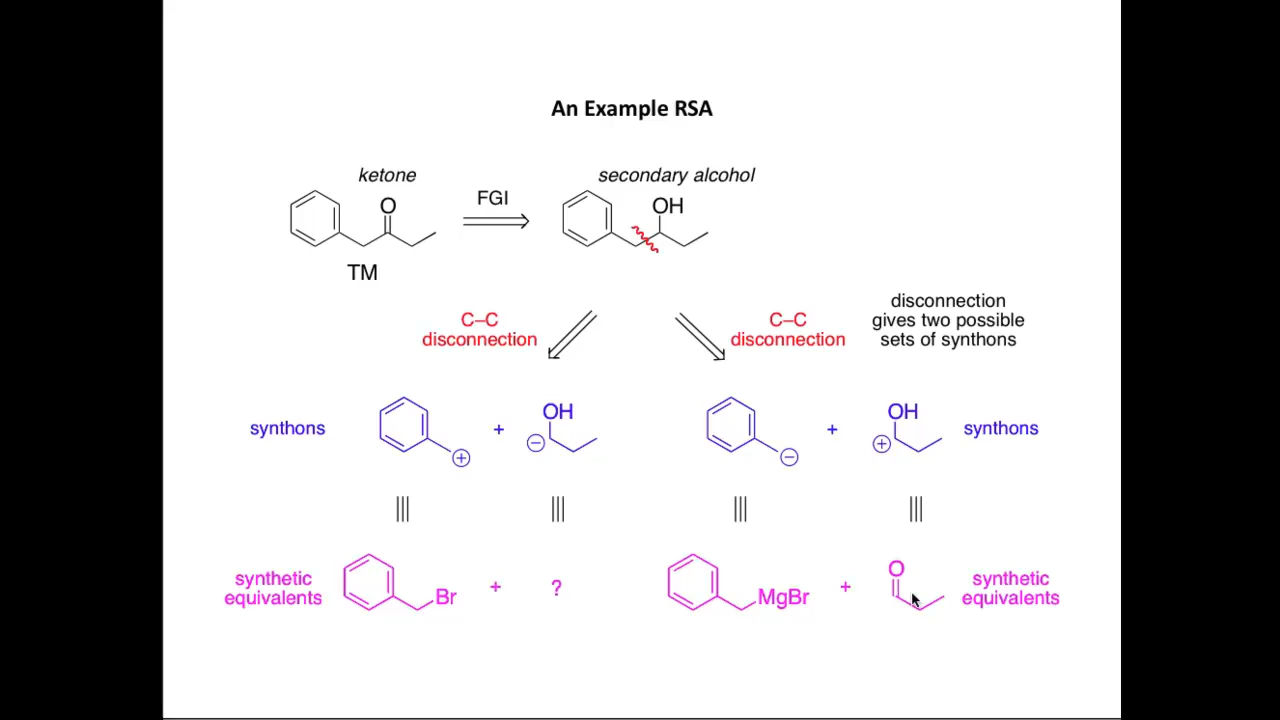 An Example RSA
ketone
secondary alcohol
O
FGI
OH
TM
C–C
disconnection
C–C
disconnection
disconnection
gives two possible
sets of synthons
synthons
+
+
OH
−
−
+
OH
+
synthons
synthetic
equivalents
Br
+
?
MgBr
+
O
synthetic
equivalents